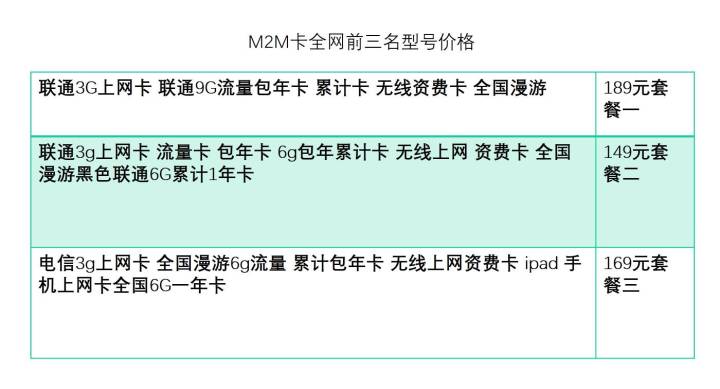 M2M卡全网前三名型号价格
联通3G上网卡 联通9G流量包年卡 累计卡 无线资费卡 全国漫游
189元套
餐一
联通3g上网卡 流量卡 包年卡 6g包年累计卡 无线上网 资费卡 全国
漫游黑色联通6G累计1年卡
149元套
餐二
电信3g上网卡 全国漫游6g流量 累计包年卡 无线上网资费卡 ipad 手
机上网卡全国6G一年卡
169元套
餐三